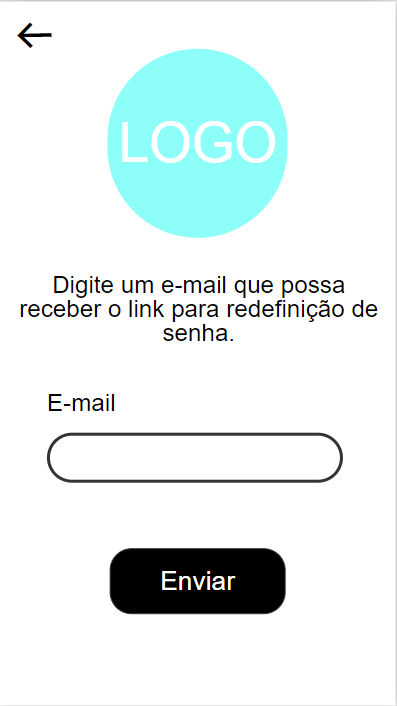 LOGO
Digite um e-mail que possa
receber o link para redefinição de
senha.
E-mail
Enviar